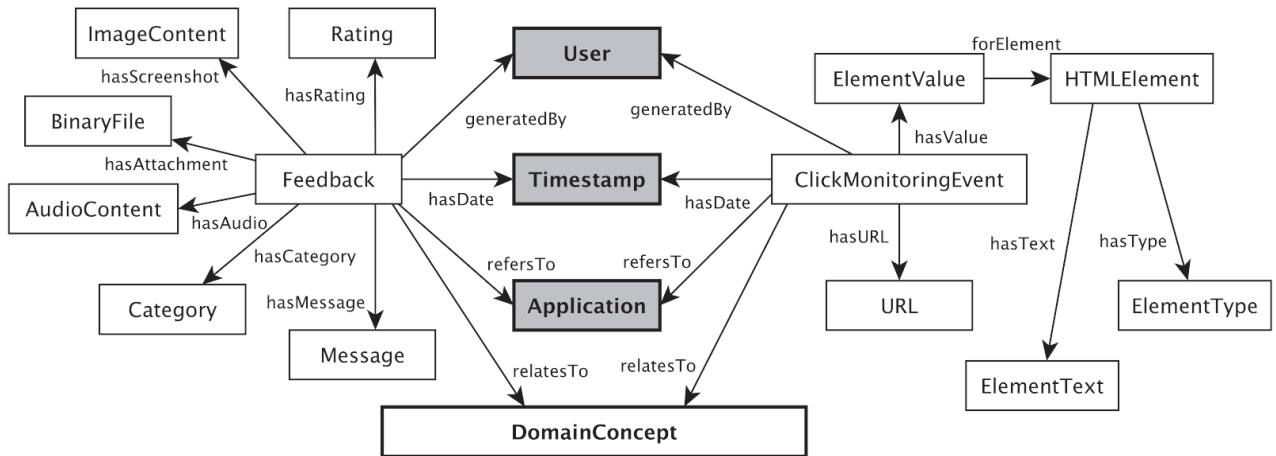 ImageContent
Rating
User
forElement
hasScreenshot
ElementValue
HTMLElement
hasRating
generatedBy
generatedBy
BinaryFile
hasValue
hasAttachment
Feedback
Timestamp
ClickMonitoringEvent
AudioContent
hasDate
hasDate
hasAudio
hasURL
hasText
hasType
hasCategory
refersTo
refersTo
hasMessage
Category
Application
URL
ElementType
Message
relatesTo
relatesTo
ElementText
DomainConcept